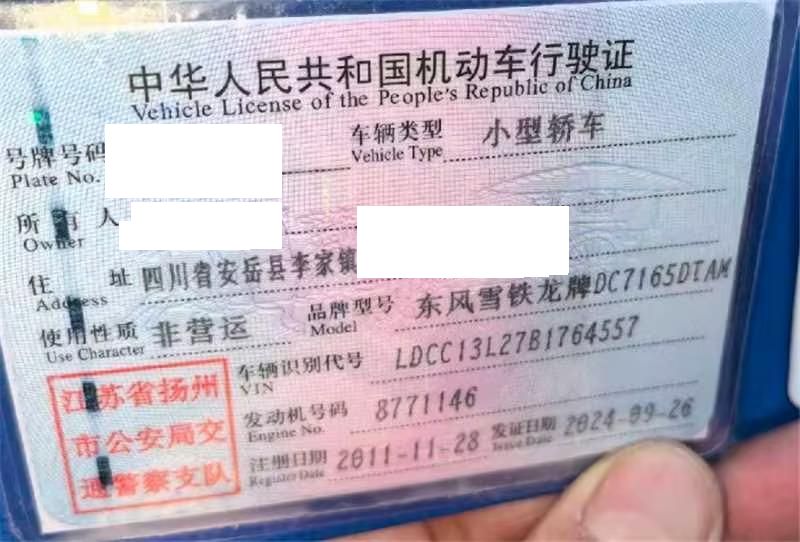 中华人民共和国机动车行驶证
Vehicle License of the People's Republic of China
号牌号码
Plate No.
车辆类型 小型轿车
Vehicle Type
所有人
Owner
住址 四川省安岳县李家镇
Address
使用性质 非营运
Use Character
品牌型号 东风雪铁龙牌DC7165DTAM
Model
车辆识别代号 LDCC13L27B1764557
VIN
发动机号码 8771146
Engine No.
注册日期 2011-11-28 发证日期 2024-09-26
Register Date Issue Date
江苏省扬州
市公安局交
通警察支队